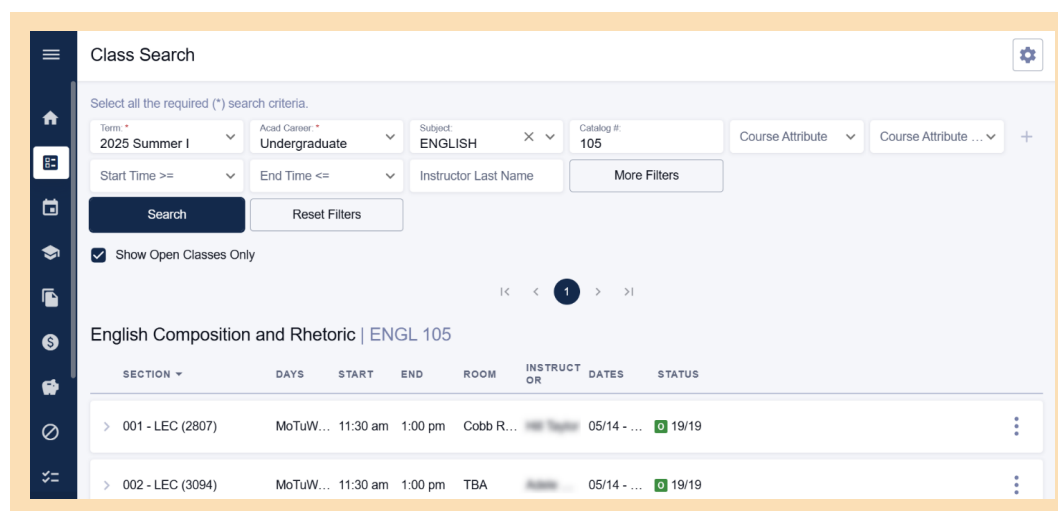 Class Search
Select all the required (*) search criteria.
Term: * Acad Career: * Subject: Catalog #:
2025 Summer I Undergraduate ENGLISH 105 Course Attribute Course Attribute ...
Start Time >= End Time <= Instructor Last Name More Filters
Search Reset Filters
Show Open Classes Only
1
English Composition and Rhetoric | ENGL 105
SECTION DAYS START END ROOM INSTRUCTOR DATES STATUS
001 - LEC (2807) MoTuW... 11:30 am 1:00 pm Cobb R... 05/14 - ... O 19/19
002 - LEC (3094) MoTuW... 11:30 am 1:00 pm TBA 05/14 - ... O 19/19